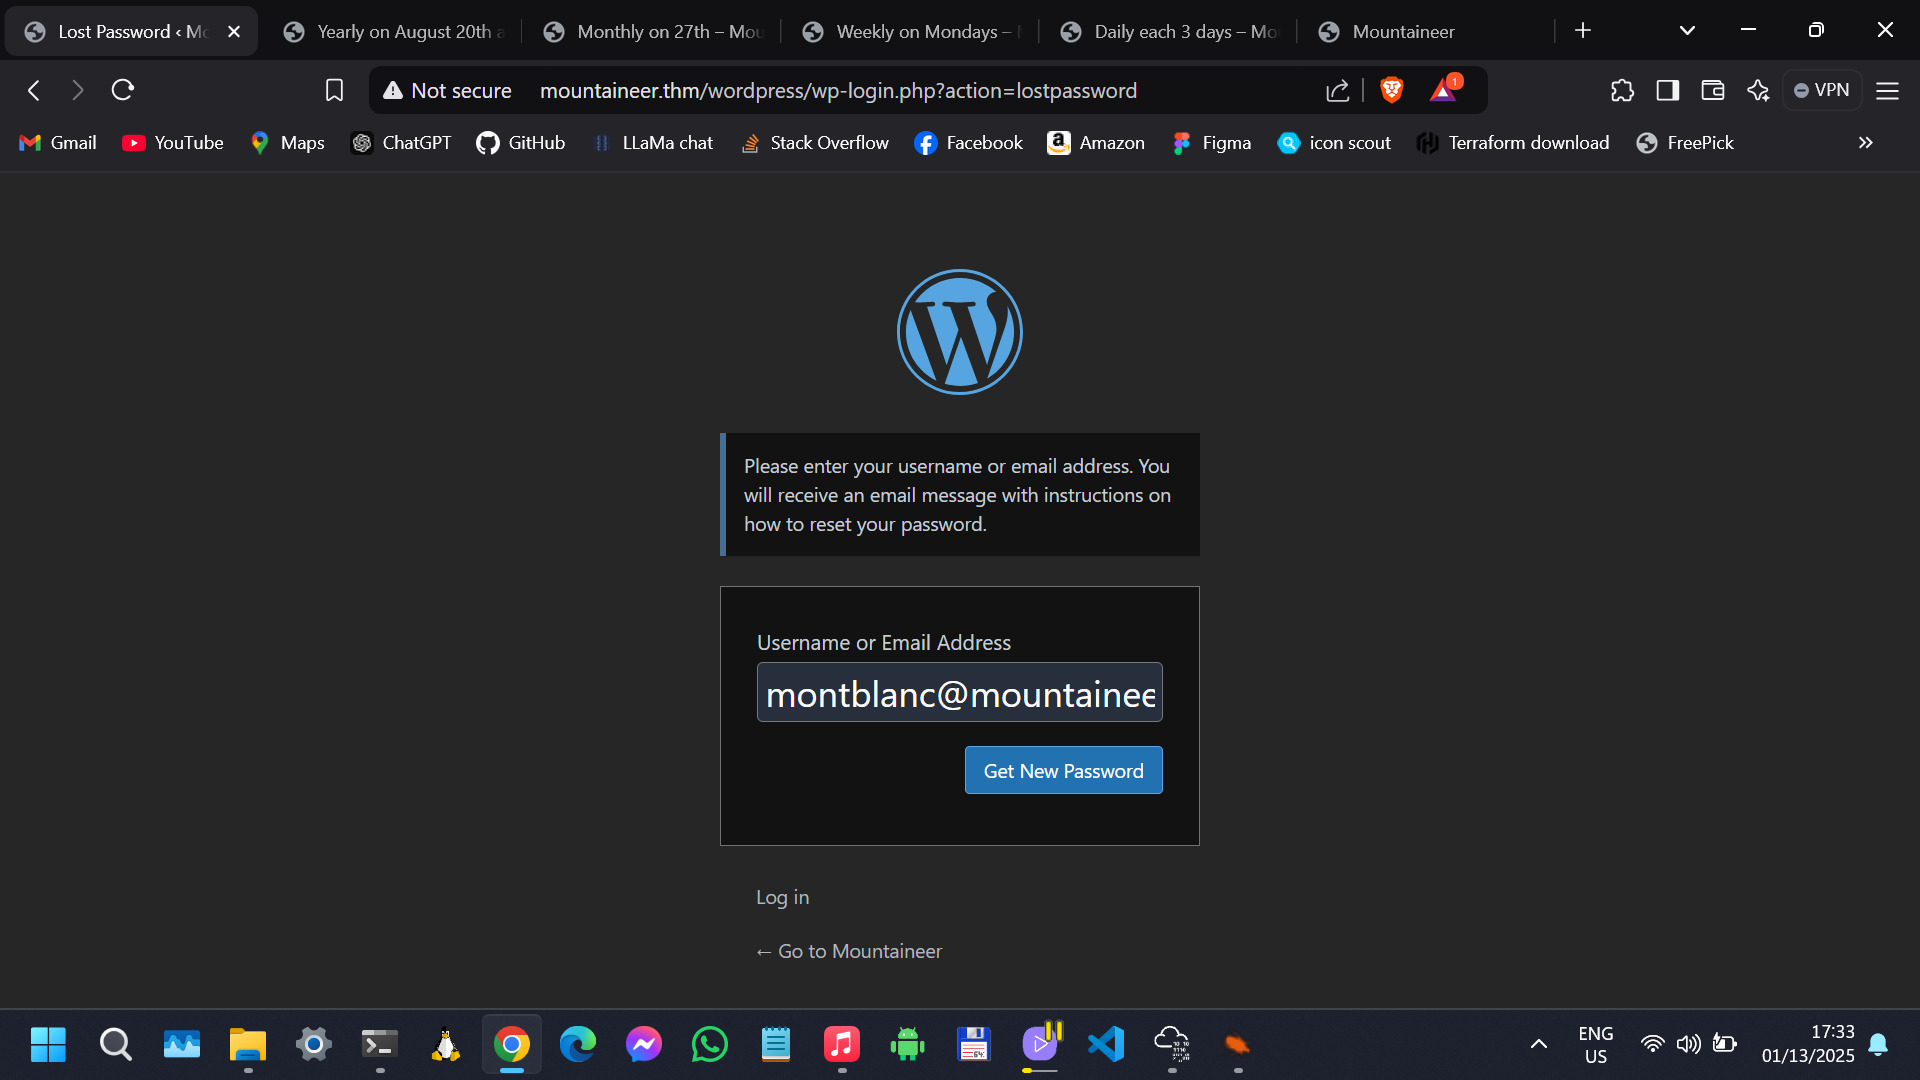 Lost Password ‹ Mo
Yearly on August 20th a
Monthly on 27th – Mou
Weekly on Mondays –
Daily each 3 days – Mo
Mountaineer
Not secure
mountaineer.thm/wordpress/wp-login.php?action=lostpassword
1
VPN
Gmail
YouTube
Maps
ChatGPT
GitHub
LLaMa chat
Stack Overflow
Facebook
Amazon
Figma
icon scout
Terraform download
FreePick
Please enter your username or email address. You
will receive an email message with instructions on
how to reset your password.
Username or Email Address
montblanc@mountainee
Get New Password
Log in
← Go to Mountaineer
ENG
US
17:33
01/13/2025